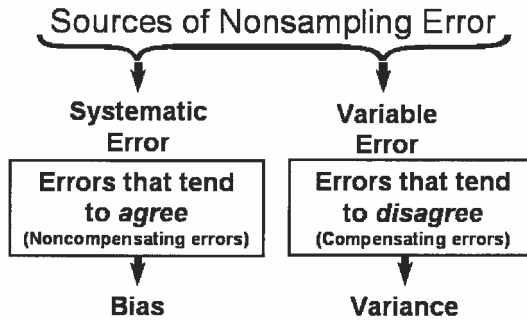 Sources of Nonsampling Error
Systematic
Error
Errors that tend
to agree
(Noncompensating errors)
Bias
Variable
Error
Errors that tend
to disagree
(Compensating errors)
Variance